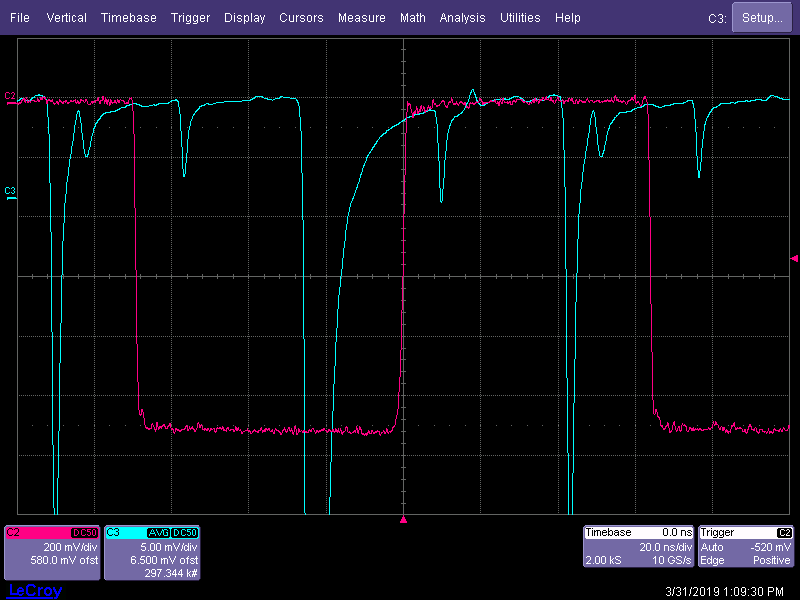 File Vertical Timebase Trigger Display Cursors Measure Math Analysis Utilities Help C3: Setup...
C2
C3
C2 DC50
200 mV/div
580.0 mV ofst
C3 AVG DC50
5.00 mV/div
6.500 mV ofst
297.344 k#
Timebase 0.0 ns
20.0 ns/div
2.00 kS 10 GS/s
Trigger C2
Auto -520 mV
Edge Positive
LeCroy
3/31/2019 1:09:30 PM